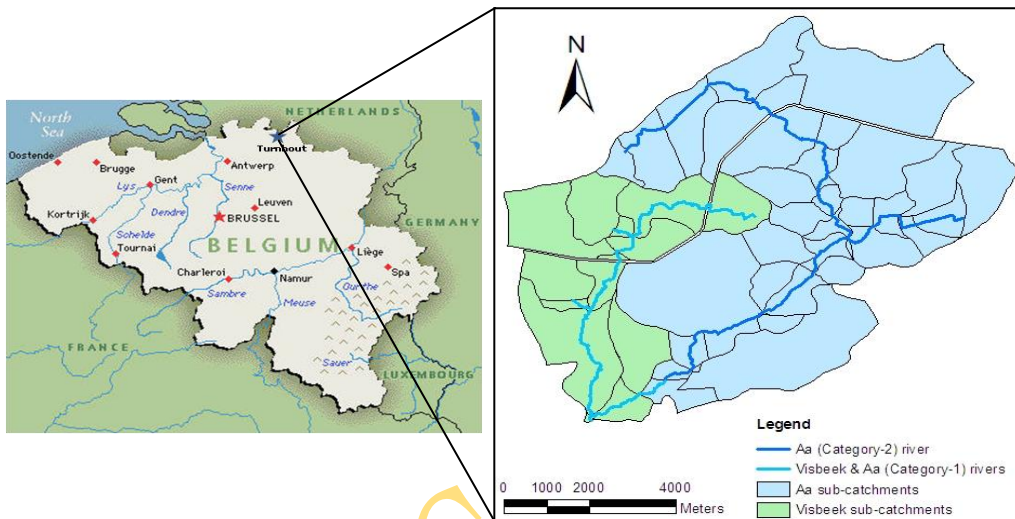 NETHERLANDS
North
Sea
Turnhout
Oostende
Brugge
Antwerp
Gent
Lys
Senne
Dendre
Leuven
Kortrijk
BRUSSEL
GERMANY
Schelde
BELGIUM
Tournai
Liège
Charleroi
Namur
Spa
Sambre
Meuse
Ourthe
FRANCE
Sauer
LUXEMBOURG
N
Legend
Aa (Category-2) river
Visbeek & Aa (Category-1) rivers
Aa sub-catchments
Visbeek sub-catchments
0 1000 2000 4000
Meters